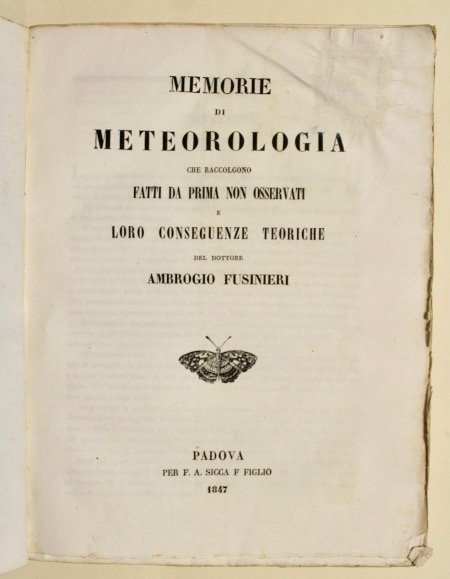 MEMORIE
DI
METEOROLOGIA
CHE RACCOLGONO
FATTI DA PRIMA NON OSSERVATI
E
LORO CONSEGUENZE TEORICHE
DEL DOTTORE
AMBROGIO FUSINIERI
PADOVA
PER F. A. SICCA F FIGLIO
1847